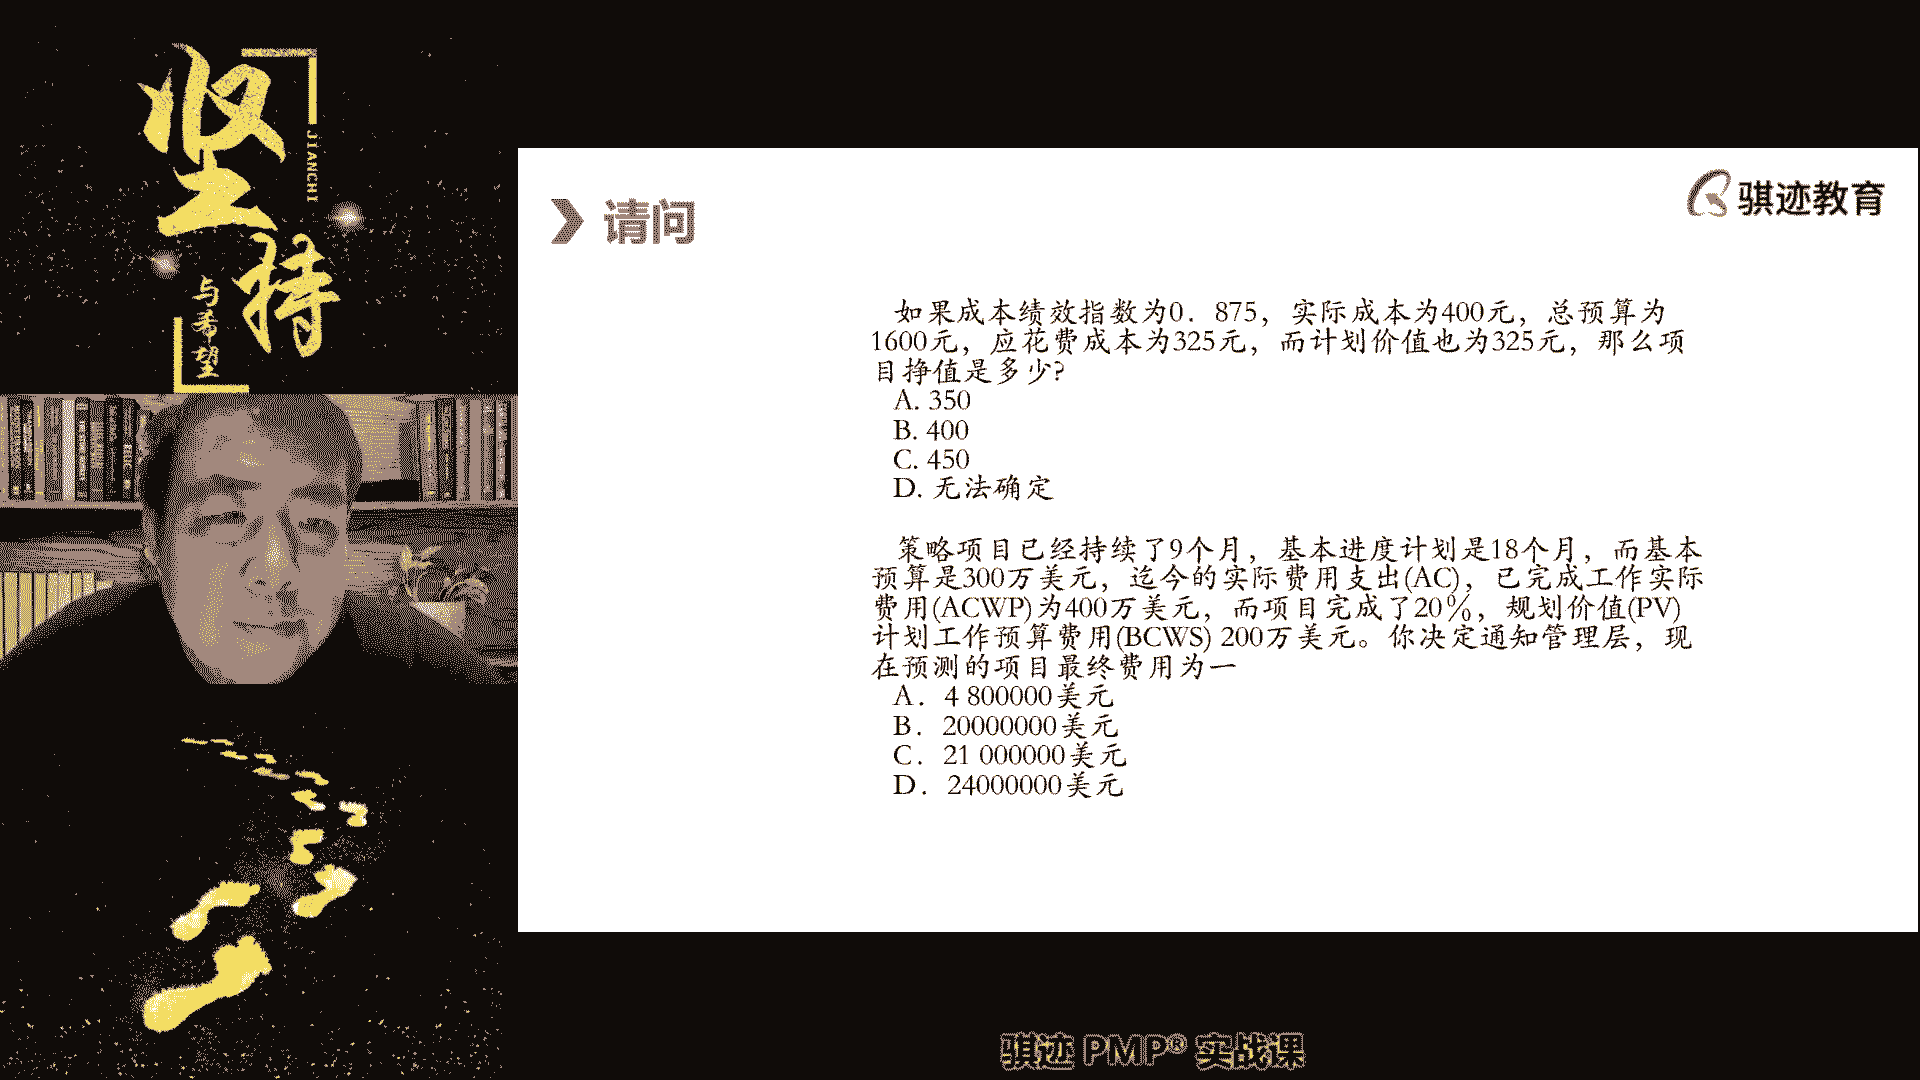 坚持
JIANCHI
与希望
骐迹教育
请问
如果成本绩效指数为0．875，实际成本为400元，总预算为
1600元，应花费成本为325元，而计划价值也为325元，那么项
目挣值是多少?
A. 350
B. 400
C. 450
D. 无法确定
策略项目已经持续了9个月，基本进度计划是18个月，而基本
预算是300万美元，迄今的实际费用支出(AC)，已完成工作实际
费用(ACWP)为400万美元，而项目完成了20％，规划价值(PV)
计划工作预算费用(BCWS) 200万美元。你决定通知管理层，现
在预测的项目最终费用为一
A．4 800000美元
B．20000000美元
C．21 000000美元
D．24000000美元
骐迹 PMP® 实战课